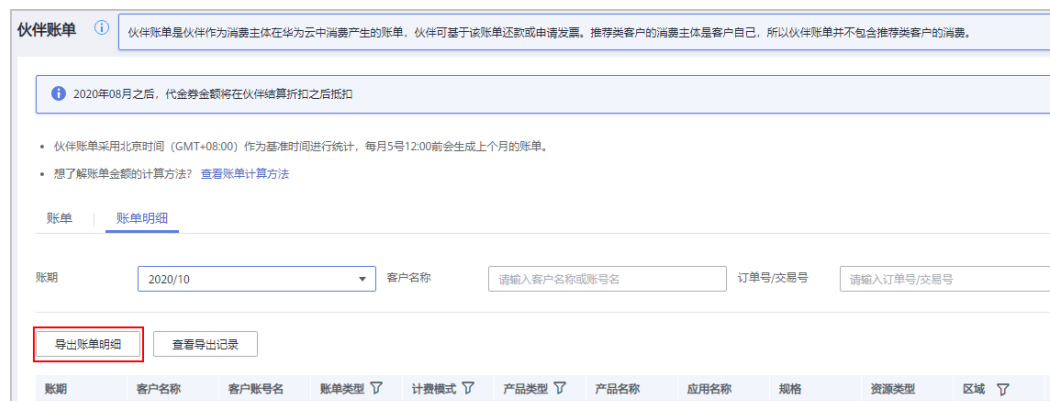 伙伴账单
伙伴账单是伙伴作为消费主体在华为云中消费产生的账单，伙伴可基于该账单还款或申请发票。推荐类客户的消费主体是客户自己，所以伙伴账单并不包含推荐类客户的消费。
2020年08月之后，代金券金额将在伙伴结算折扣之后抵扣
• 伙伴账单采用北京时间（GMT+08:00）作为基准时间进行统计，每月5号12:00前会生成上个月的账单。
• 想了解账单金额的计算方法？ 查看账单计算方法
账单 | 账单明细
账期 2020/10 客户名称 请输入客户名称或账号名 订单号/交易号 请输入订单号/交易号
导出账单明细 查看导出记录
账期 客户名称 客户账号名 账单类型 计费模式 产品类型 产品名称 应用名称 规格 资源类型 区域